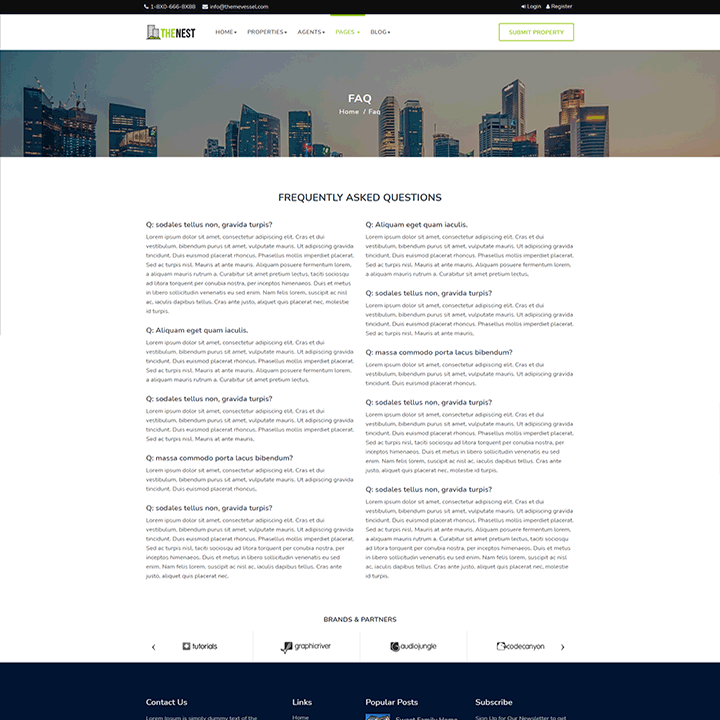 1-8X0-666-8X88 info@themevessel.com Login Register
THENEST HOME PROPERTIES AGENTS PAGES BLOG SUBMIT PROPERTY
FAQ
Home / Faq
FREQUENTLY ASKED QUESTIONS
Q: sodales tellus non, gravida turpis?
Lorem ipsum dolor sit amet, consectetur adipiscing elit. Cras et dui
vestibulum, bibendum purus sit amet, vulputate mauris. Ut adipiscing gravida
tincidunt. Duis euismod placerat rhoncus. Phasellus mollis imperdiet placerat.
Sed ac turpis nisl. Mauris at ante mauris. Aliquam posuere fermentum lorem,
a aliquam mauris rutrum a. Curabitur sit amet pretium lectus, taciti sociosqu
ad litora torquent per conubia nostra, per inceptos himenaeos. Duis et metus
in libero sollicitudin venenatis eu sed enim. Nam felis lorem, suscipit ac nisl
ac, iaculis dapibus tellus. Cras ante justo, aliquet quis placerat nec, molestie
id turpis.
Q: Aliquam eget quam iaculis.
Lorem ipsum dolor sit amet, consectetur adipiscing elit. Cras et dui
vestibulum, bibendum purus sit amet, vulputate mauris. Ut adipiscing gravida
tincidunt. Duis euismod placerat rhoncus. Phasellus mollis imperdiet placerat.
Sed ac turpis nisl. Mauris at ante mauris. Aliquam posuere fermentum lorem,
a aliquam mauris rutrum a. Curabitur sit amet pretium lectus.
Q: sodales tellus non, gravida turpis?
Lorem ipsum dolor sit amet, consectetur adipiscing elit. Cras et dui
vestibulum, bibendum purus sit amet, vulputate mauris. Ut adipiscing gravida
tincidunt. Duis euismod placerat rhoncus. Phasellus mollis imperdiet placerat.
Sed ac turpis nisl. Mauris at ante mauris.
Q: massa commodo porta lacus bibendum?
Lorem ipsum dolor sit amet, consectetur adipiscing elit. Cras et dui
vestibulum, bibendum purus sit amet, vulputate mauris. Ut adipiscing gravida
tincidunt. Duis euismod placerat rhoncus.
Q: sodales tellus non, gravida turpis?
Lorem ipsum dolor sit amet, consectetur adipiscing elit. Cras et dui
vestibulum, bibendum purus sit amet, vulputate mauris. Ut adipiscing gravida
tincidunt. Duis euismod placerat rhoncus. Phasellus mollis imperdiet placerat.
Sed ac turpis nisl, taciti sociosqu ad litora torquent per conubia nostra, per
inceptos himenaeos. Duis et metus in libero sollicitudin venenatis eu sed
enim. Nam felis lorem, suscipit ac nisl ac, iaculis dapibus tellus. Cras ante
justo, aliquet quis placerat nec.
Q: Aliquam eget quam iaculis.
Lorem ipsum dolor sit amet, consectetur adipiscing elit. Cras et dui
vestibulum, bibendum purus sit amet, vulputate mauris. Ut adipiscing gravida
tincidunt. Duis euismod placerat rhoncus. Phasellus mollis imperdiet placerat.
Sed ac turpis nisl. Mauris at ante mauris. Aliquam posuere fermentum lorem,
a aliquam mauris rutrum a. Curabitur sit amet pretium lectus.
Q: sodales tellus non, gravida turpis?
Lorem ipsum dolor sit amet, consectetur adipiscing elit. Cras et dui
vestibulum, bibendum purus sit amet, vulputate mauris. Ut adipiscing gravida
tincidunt. Duis euismod placerat rhoncus. Phasellus mollis imperdiet placerat.
Sed ac turpis nisl. Mauris at ante mauris.
Q: massa commodo porta lacus bibendum?
Lorem ipsum dolor sit amet, consectetur adipiscing elit. Cras et dui
vestibulum, bibendum purus sit amet, vulputate mauris. Ut adipiscing gravida
tincidunt. Duis euismod placerat rhoncus.
Q: sodales tellus non, gravida turpis?
Lorem ipsum dolor sit amet, consectetur adipiscing elit. Cras et dui
vestibulum, bibendum purus sit amet, vulputate mauris. Ut adipiscing gravida
tincidunt. Duis euismod placerat rhoncus. Phasellus mollis imperdiet placerat.
Sed ac turpis nisl, taciti sociosqu ad litora torquent per conubia nostra, per
inceptos himenaeos. Duis et metus in libero sollicitudin venenatis eu sed
enim. Nam felis lorem, suscipit ac nisl ac, iaculis dapibus tellus. Cras ante
justo, aliquet quis placerat nec, molestie id turpis.
Q: sodales tellus non, gravida turpis?
Lorem ipsum dolor sit amet, consectetur adipiscing elit. Cras et dui
vestibulum, bibendum purus sit amet, vulputate mauris. Ut adipiscing gravida
tincidunt. Duis euismod placerat rhoncus. Phasellus mollis imperdiet placerat.
Sed ac turpis nisl. Mauris at ante mauris. Aliquam posuere fermentum lorem,
a aliquam mauris rutrum a. Curabitur sit amet pretium lectus, taciti sociosqu
ad litora torquent per conubia nostra, per inceptos himenaeos. Duis et metus
in libero sollicitudin venenatis eu sed enim. Nam felis lorem, suscipit ac nisl
ac, iaculis dapibus tellus. Cras ante justo, aliquet quis placerat nec, molestie
id turpis.
BRANDS & PARTNERS
tutorials graphicriver audiojungle codecanyon
Contact Us Links Popular Posts Subscribe
Lorem Ipsum is simply dummy text of the Home Sweet Family Home Sign Up for Our Newsletter to get